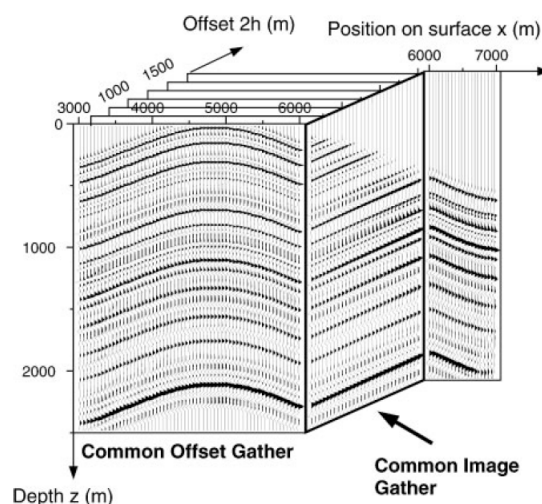 Offset 2h (m)
Position on surface x (m)
1500
1000
6000 7000
3000 4000 5000 6000
0
1000
2000
Common Offset Gather
Common Image
Gather
Depth z (m)